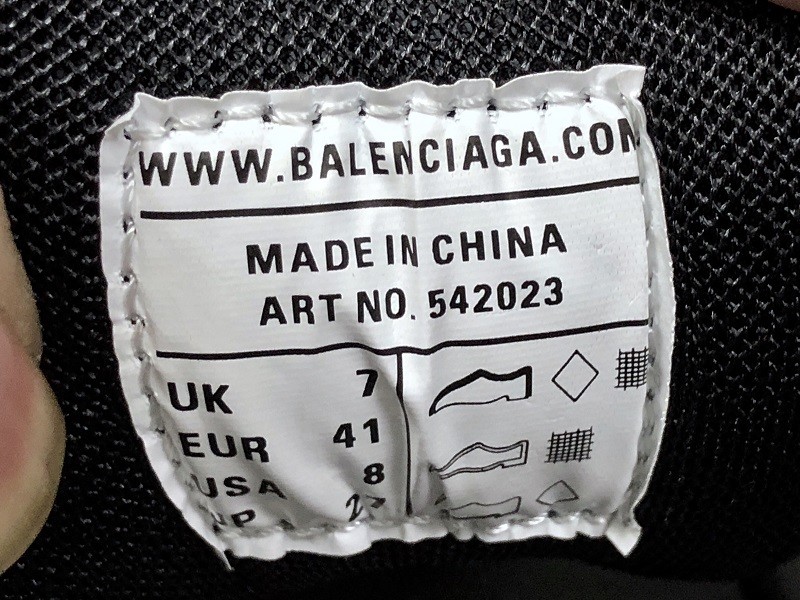 WWW.BALENCIAGA.COM
MADE IN CHINA
ART NO. 542023
UK 7
EUR 41
USA 8